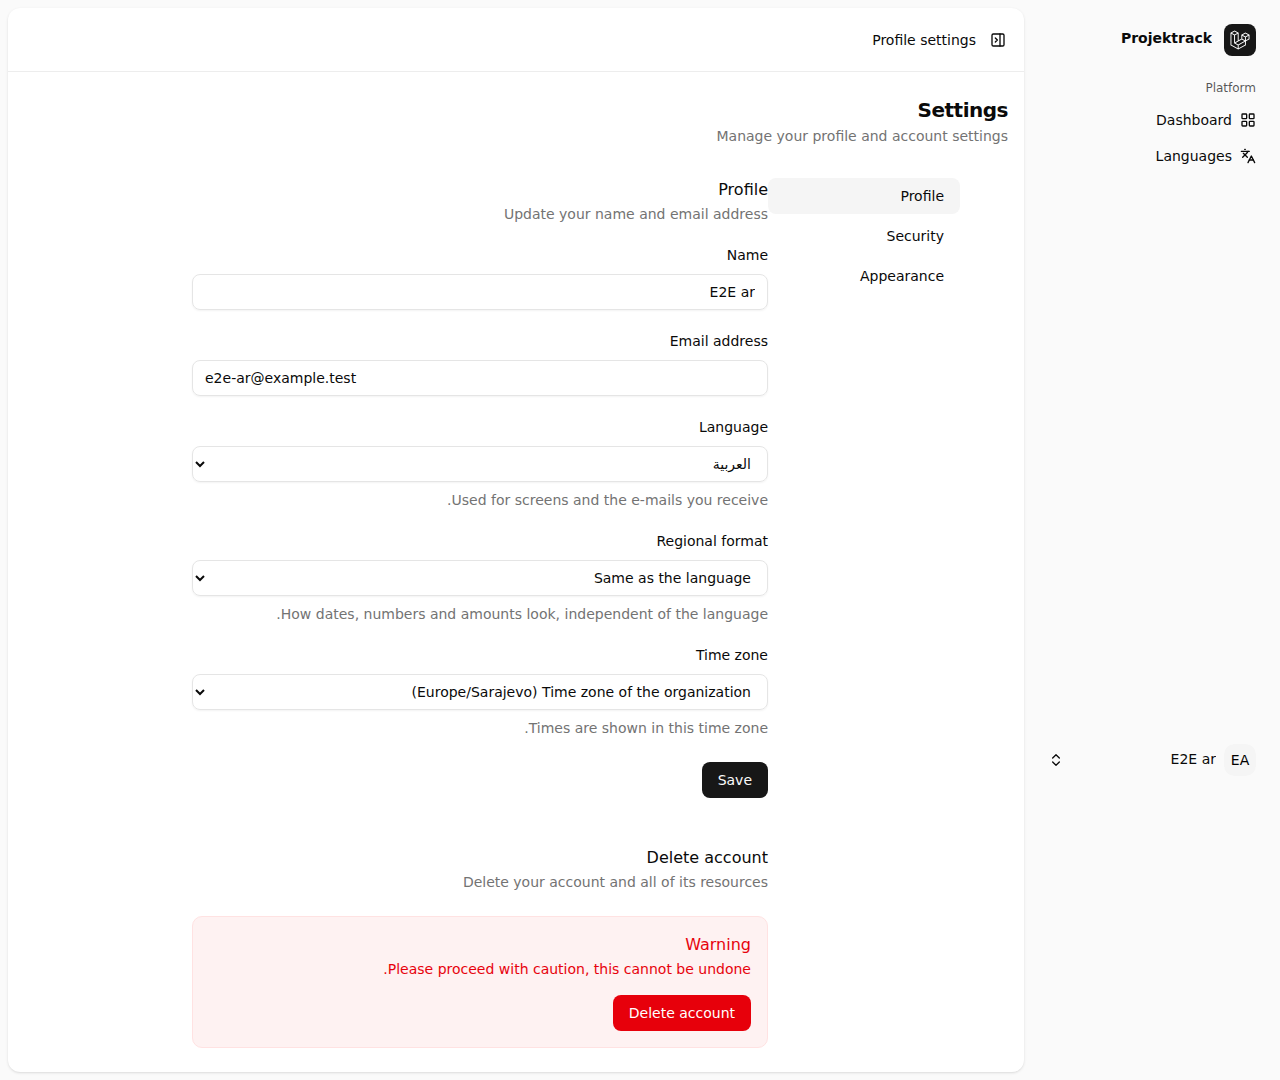 Projektrack
Platform
Dashboard
Languages
E2E ar
EA
Profile settings
Settings
Manage your profile and account settings
Profile
Security
Appearance
Profile
Update your name and email address
Name
E2E ar
Email address
e2e-ar@example.test
Language
العربية
.Used for screens and the e-mails you receive
Regional format
Same as the language
.How dates, numbers and amounts look, independent of the language
Time zone
(Europe/Sarajevo) Time zone of the organization
.Times are shown in this time zone
Save
Delete account
Delete your account and all of its resources
Warning
.Please proceed with caution, this cannot be undone
Delete account